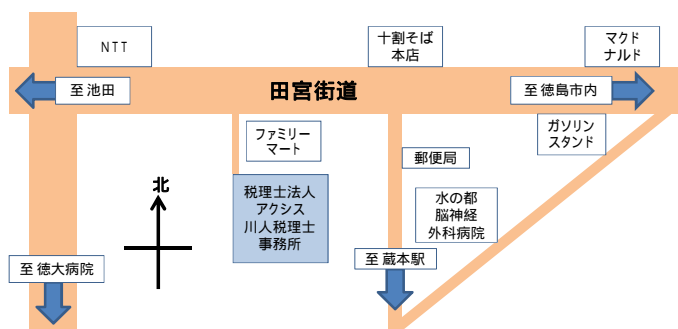 NTT
十割そば
本店
マクド
ナルド
至 池田
田宮街道
至 徳島市内
ファミリー
マート
郵便局
ガソリン
スタンド
北
税理士法人
アクシス
川人税理士
事務所
水の都
脳神経
外科病院
至 徳大病院
至 蔵本駅